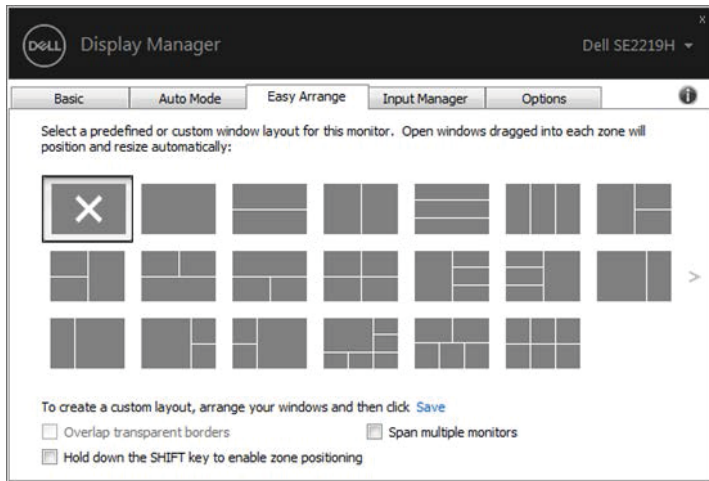 x
DELL Display Manager Dell SE2219H
Basic Auto Mode Easy Arrange Input Manager Options i
Select a predefined or custom window layout for this monitor. Open windows dragged into each zone will
position and resize automatically:
>
To create a custom layout, arrange your windows and then click Save
Overlap transparent borders Span multiple monitors
Hold down the SHIFT key to enable zone positioning